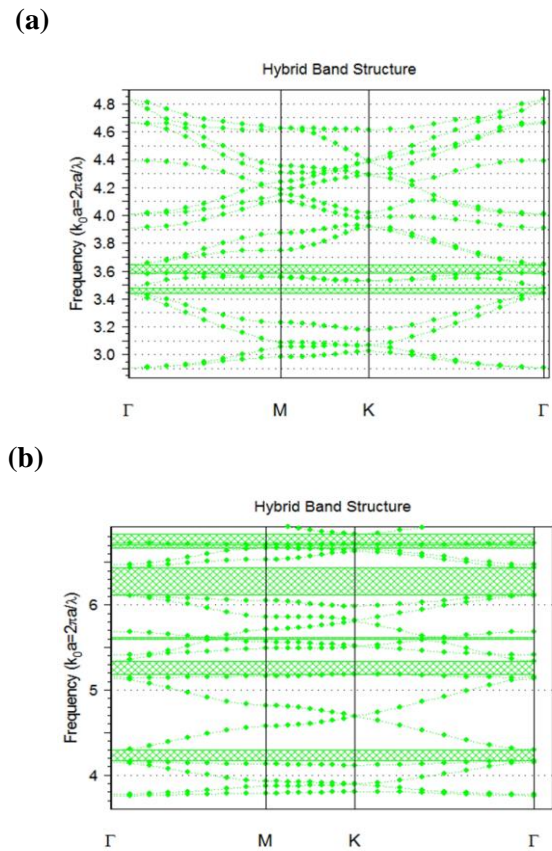 (a)
Hybrid Band Structure
Frequency (k₀a=2πa/λ)
4.8
4.6
4.4
4.2
4.0
3.8
3.6
3.4
3.2
3.0
Γ M K Γ
(b)
Hybrid Band Structure
Frequency (k₀a=2πa/λ)
6
5
4
Γ M K Γ